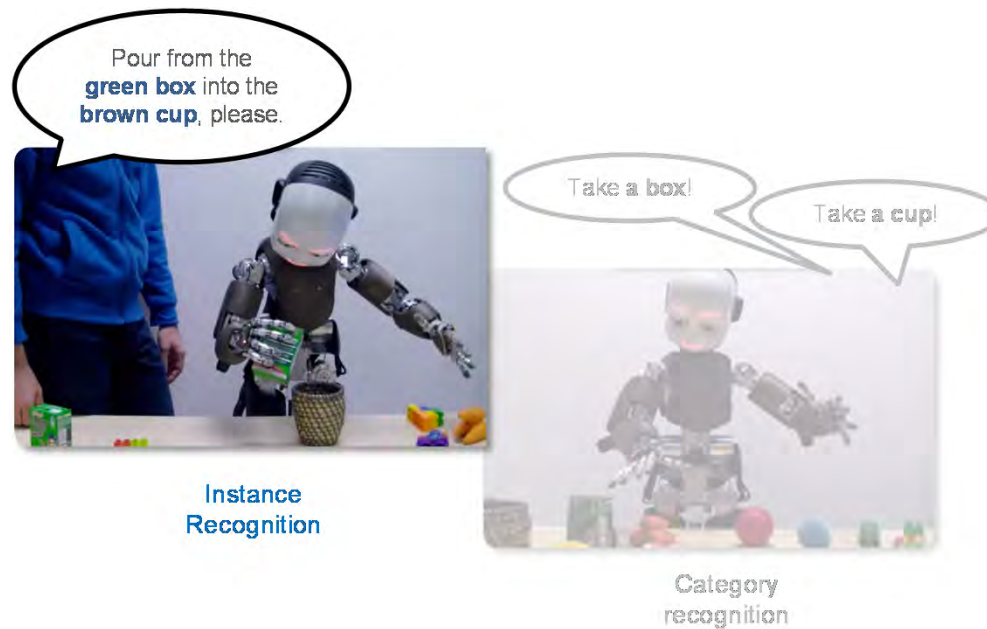 Pour from the
green box into the
brown cup, please.
Take a box!
Take a cup!
Instance
Recognition
Category
recognition